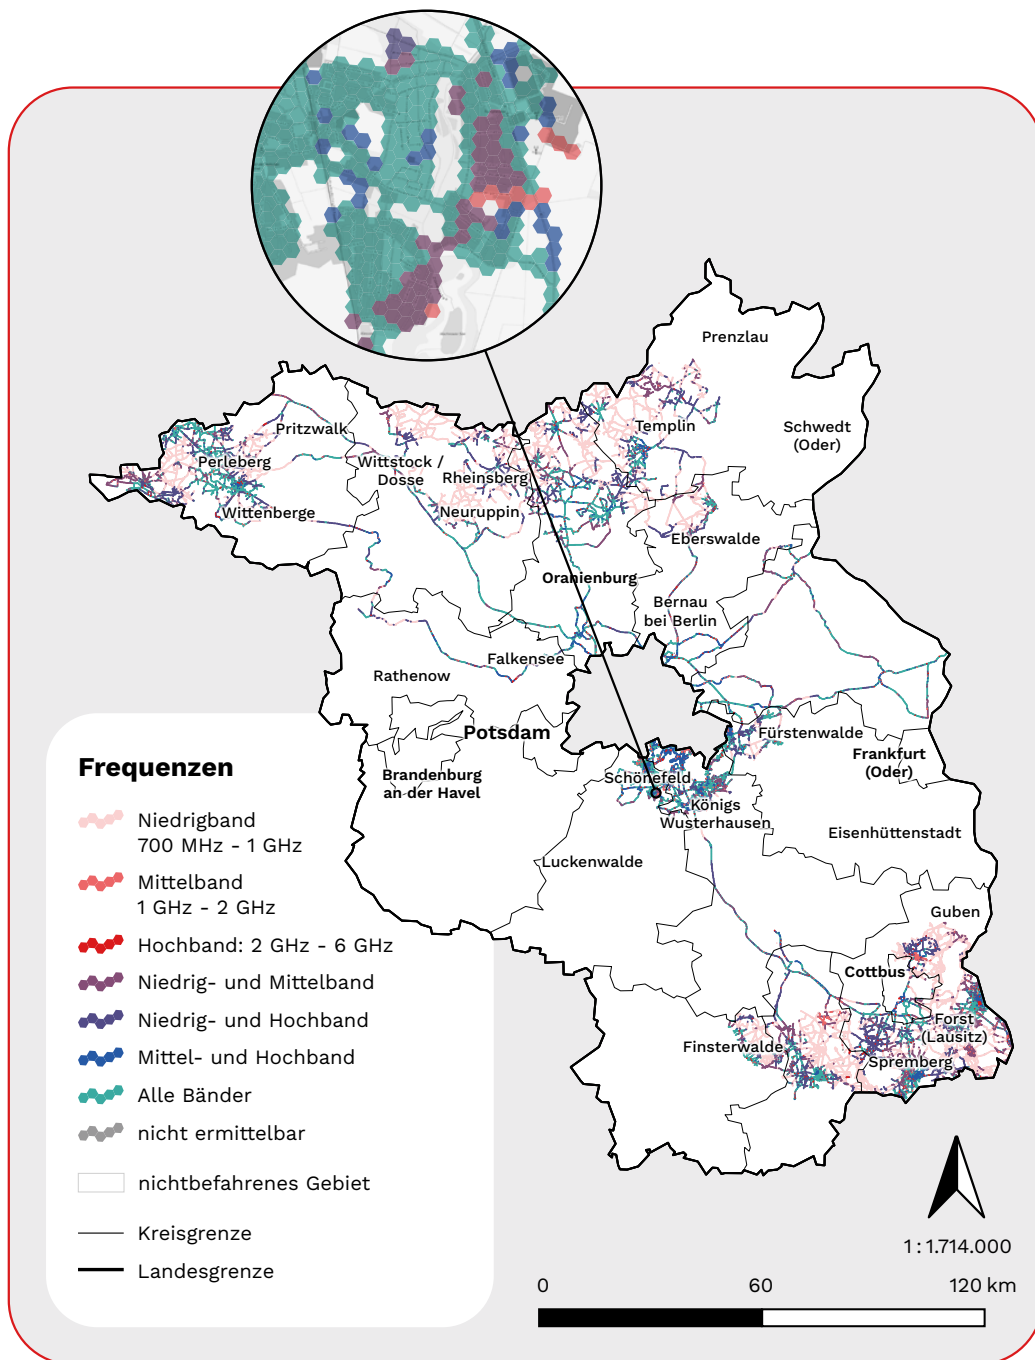 Prenzlau
Schwedt
(Oder)
Templin
Pritzwalk
Perleberg
Wittstock /
Dosse
Rheinsberg
Neuruppin
Wittenberge
Eberswalde
Oranienburg
Bernau
bei Berlin
Falkensee
Rathenow
Potsdam
Fürstenwalde
Frankfurt
(Oder)
Brandenburg
an der Havel
Schönefeld
Königs
Wusterhausen
Eisenhüttenstadt
Luckenwalde
Guben
Cottbus
Forst
(Lausitz)
Finsterwalde
Spremberg
Frequenzen
Niedrigband
700 MHz - 1 GHz
Mittelband
1 GHz - 2 GHz
Hochband: 2 GHz - 6 GHz
Niedrig- und Mittelband
Niedrig- und Hochband
Mittel- und Hochband
Alle Bänder
nicht ermittelbar
nichtbefahrenes Gebiet
Kreisgrenze
Landesgrenze
1 : 1.714.000
0 60 120 km